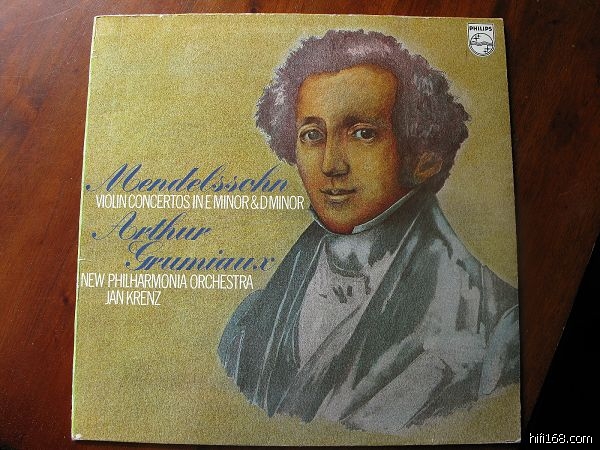 PHILIPS
Mendelssohn
VIOLIN CONCERTOS IN E MINOR & D MINOR
Arthur
Grumiaux
NEW PHILHARMONIA ORCHESTRA
JAN KRENZ
hifi168.com